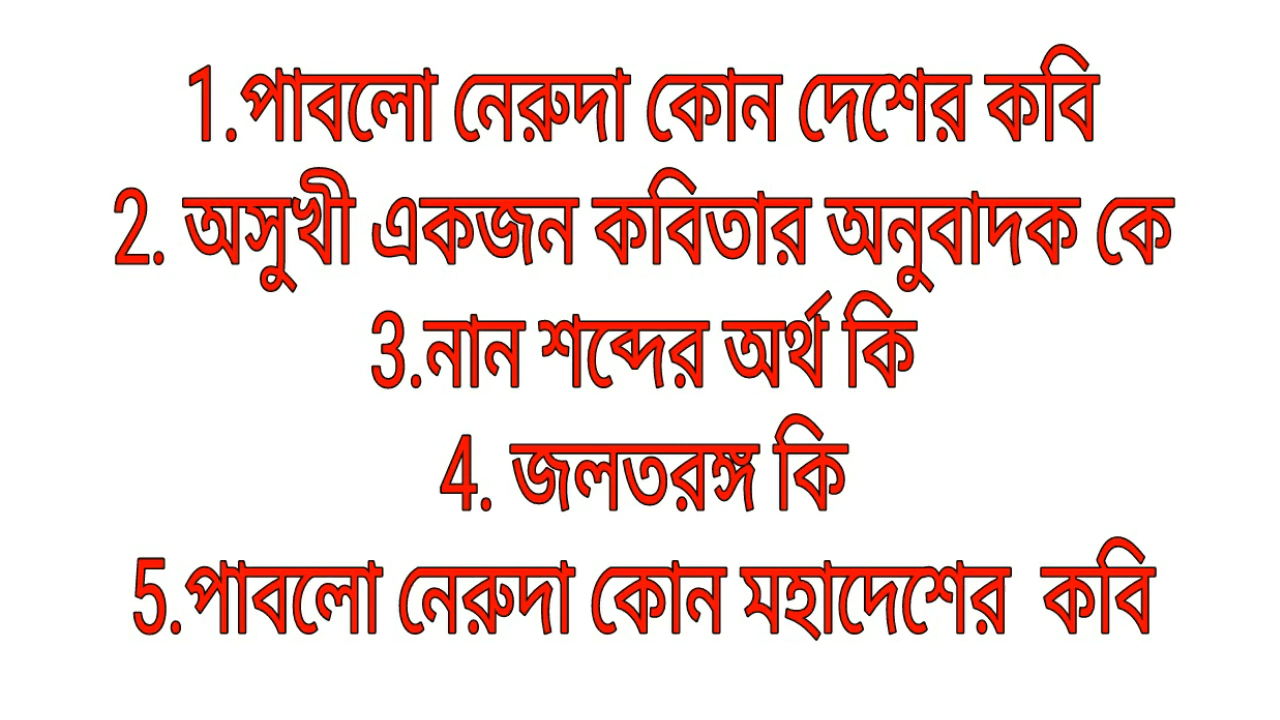 1.পাবলো নেরুদা কোন দেশের কবি
2. অসুখী একজন কবিতার অনুবাদক কে
3.নান শব্দের অর্থ কি
4. জলতরঙ্গ কি
5.পাবলো নেরুদা কোন মহাদেশের কবি